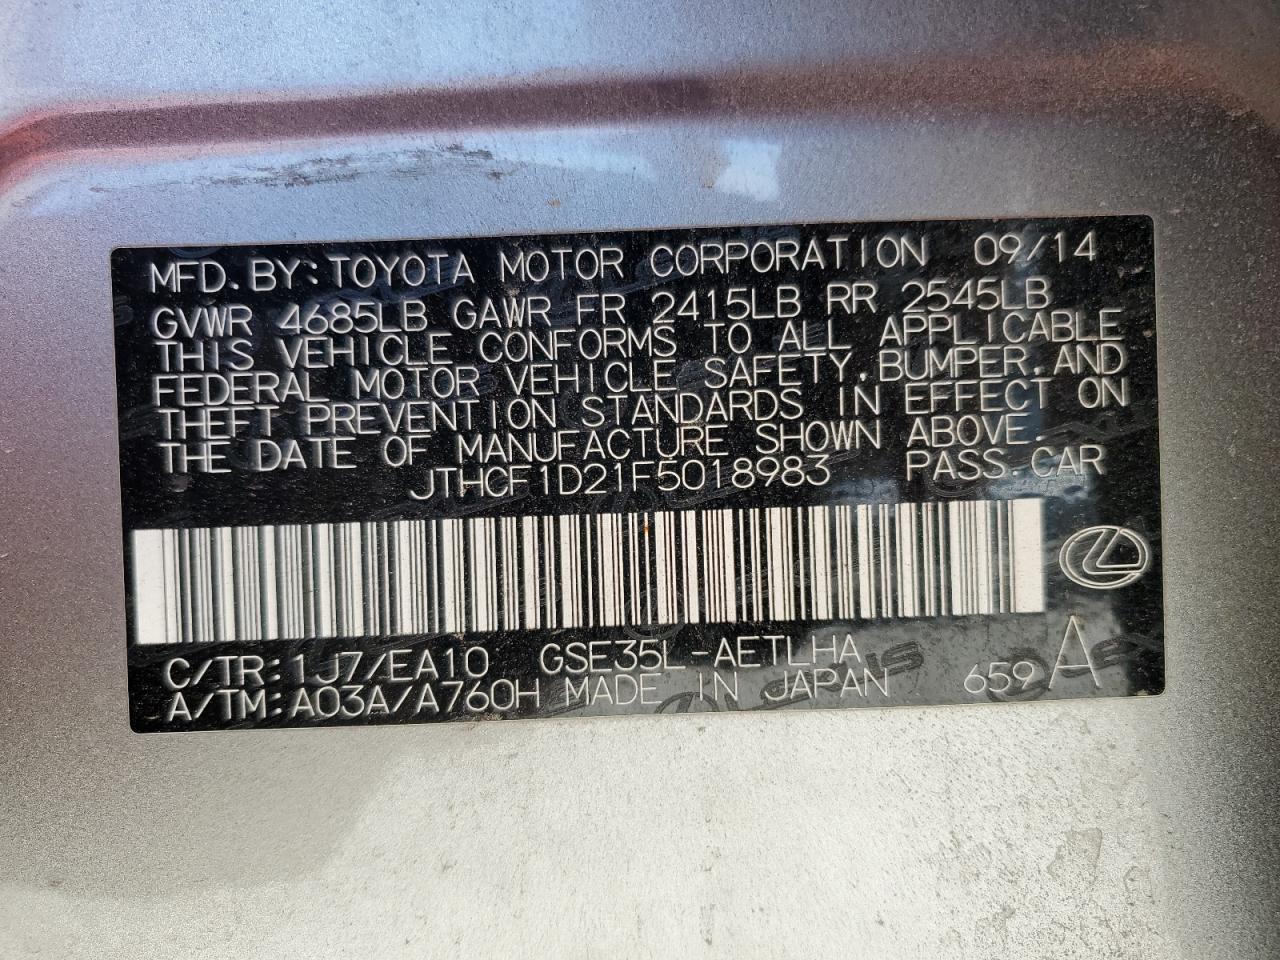 MFD. BY: TOYOTA MOTOR CORPORATION 09/14
GVWR 4685LB GAWR FR 2415LB RR 2545LB
THIS VEHICLE CONFORMS TO ALL APPLICABLE
FEDERAL MOTOR VEHICLE SAFETY, BUMPER, AND
THEFT PREVENTION STANDARDS IN EFFECT ON
THE DATE OF MANUFACTURE SHOWN ABOVE.
JTHCF1D21F5018983 PASS. CAR
C/TR: 1J7/EA10 GSE35L-AETLHA
A/TM: A03A/A760H MADE IN JAPAN 659 A